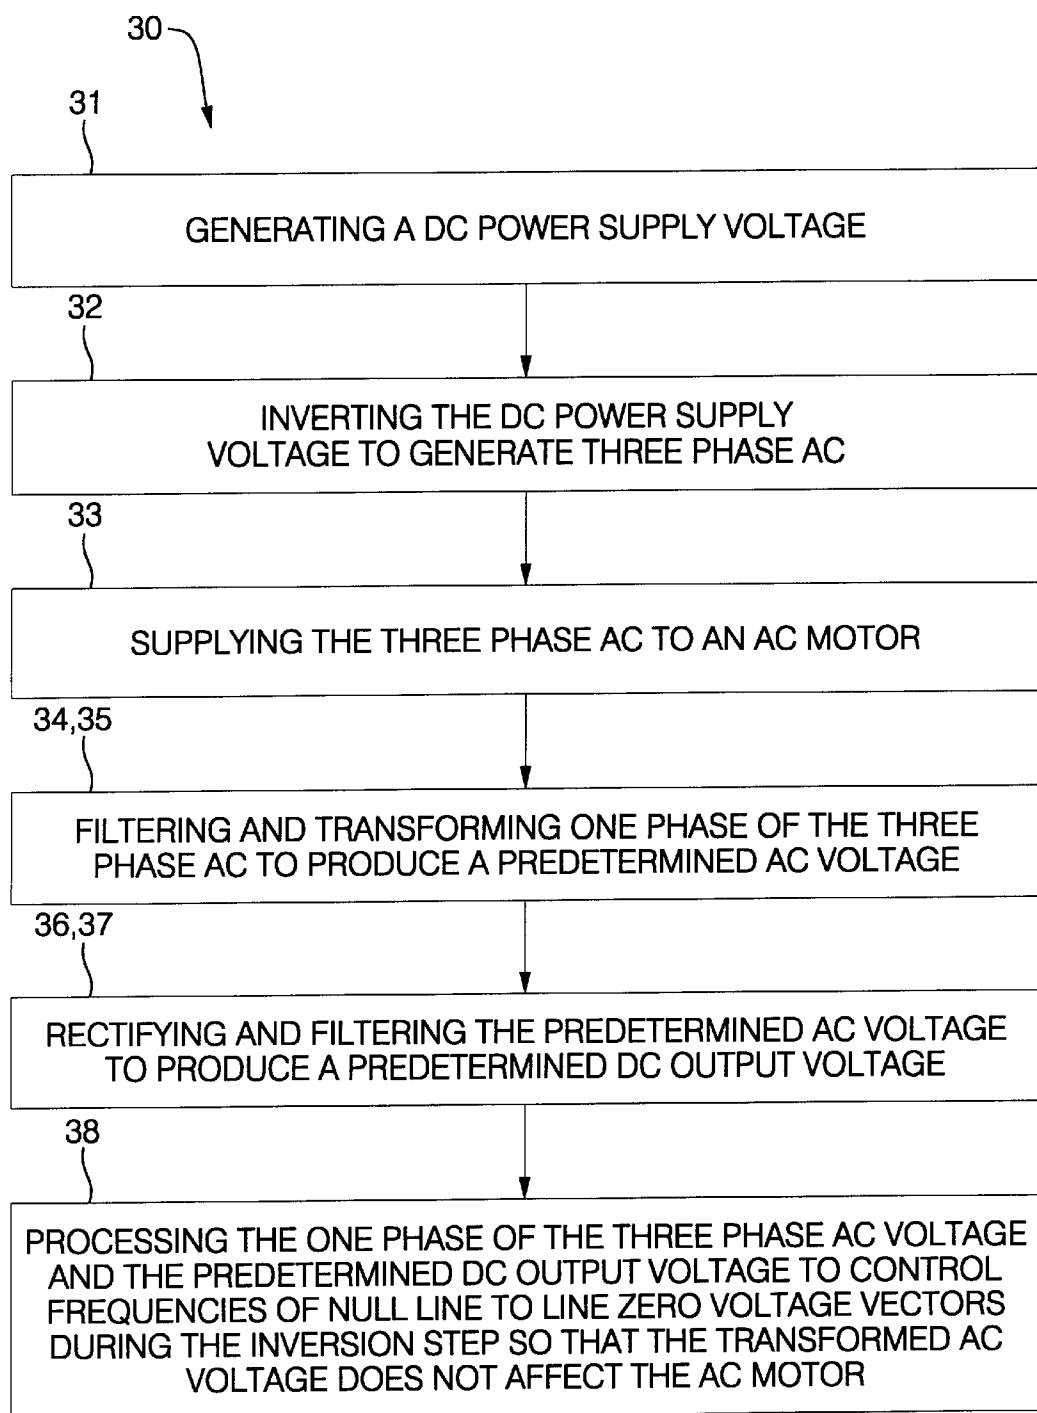 30
31
GENERATING A DC POWER SUPPLY VOLTAGE
32
INVERTING THE DC POWER SUPPLY
VOLTAGE TO GENERATE THREE PHASE AC
33
SUPPLYING THE THREE PHASE AC TO AN AC MOTOR
34,35
FILTERING AND TRANSFORMING ONE PHASE OF THE THREE
PHASE AC TO PRODUCE A PREDETERMINED AC VOLTAGE
36,37
RECTIFYING AND FILTERING THE PREDETERMINED AC VOLTAGE
TO PRODUCE A PREDETERMINED DC OUTPUT VOLTAGE
38
PROCESSING THE ONE PHASE OF THE THREE PHASE AC VOLTAGE
AND THE PREDETERMINED DC OUTPUT VOLTAGE TO CONTROL
FREQUENCIES OF NULL LINE TO LINE ZERO VOLTAGE VECTORS
DURING THE INVERSION STEP SO THAT THE TRANSFORMED AC
VOLTAGE DOES NOT AFFECT THE AC MOTOR